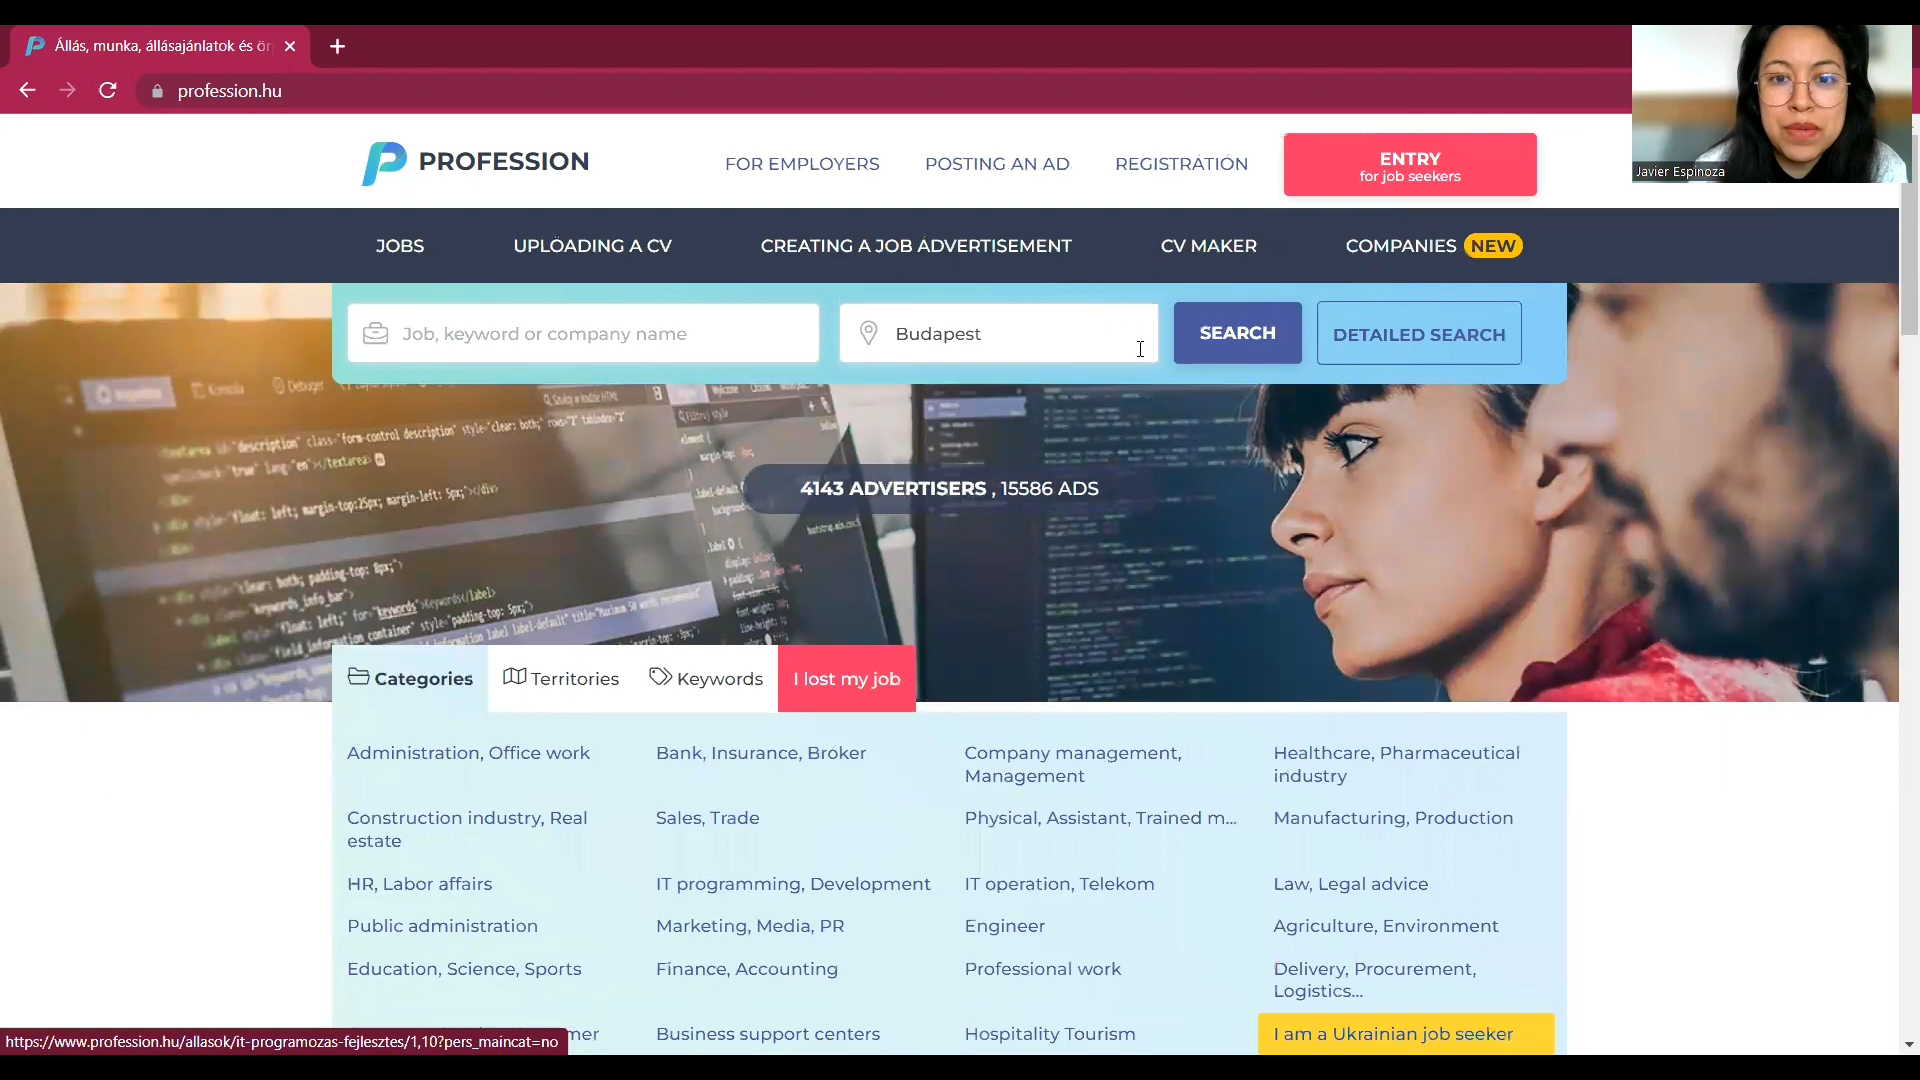 Állás, munka, állásajánlatok és ör
profession.hu
Javier Espinoza
PROFESSION
FOR EMPLOYERS
POSTING AN AD
REGISTRATION
ENTRY
for job seekers
JOBS
UPLOADING A CV
CREATING A JOB ADVERTISEMENT
CV MAKER
COMPANIES NEW
Job, keyword or company name
Budapest
SEARCH
DETAILED SEARCH
4143 ADVERTISERS , 15586 ADS
Categories
Territories
Keywords
I lost my job
Administration, Office work
Bank, Insurance, Broker
Company management,
Management
Healthcare, Pharmaceutical
industry
Construction industry, Real
estate
Sales, Trade
Physical, Assistant, Trained m...
Manufacturing, Production
HR, Labor affairs
IT programming, Development
IT operation, Telekom
Law, Legal advice
Public administration
Marketing, Media, PR
Engineer
Agriculture, Environment
Education, Science, Sports
Finance, Accounting
Professional work
Delivery, Procurement,
Logistics...
mer
Business support centers
Hospitality Tourism
I am a Ukrainian job seeker
https://www.profession.hu/allasok/it-programozas-fejlesztes/1,10?pers_maincat=no